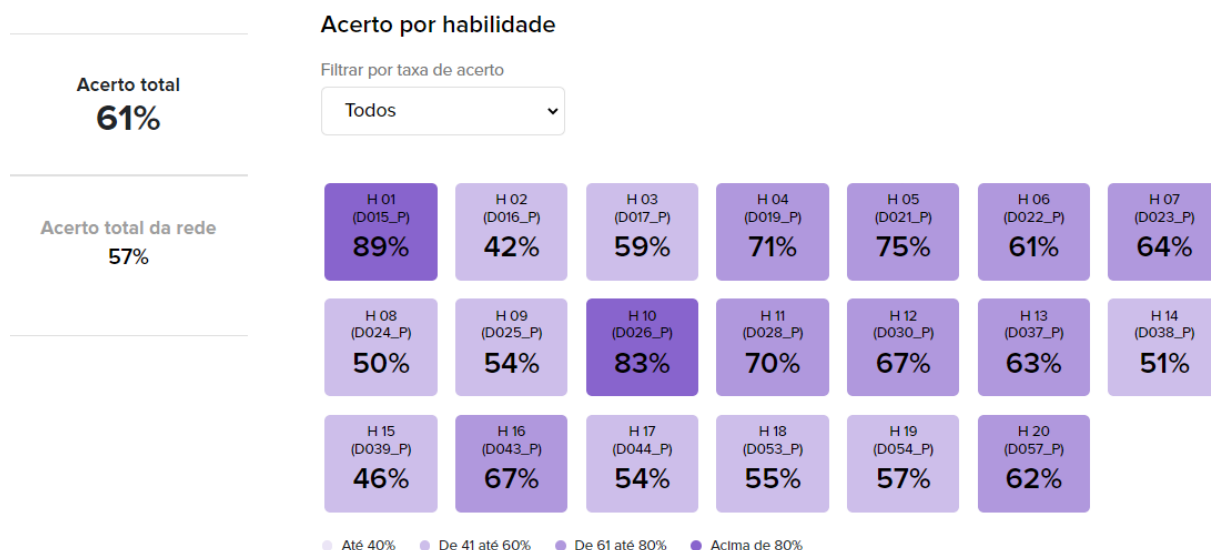 Acerto por habilidade
Filtrar por taxa de acerto
Todos
Acerto total
61%
Acerto total da rede
57%
H 01
(D015_P)
89%
H 02
(D016_P)
42%
H 03
(D017_P)
59%
H 04
(D019_P)
71%
H 05
(D021_P)
75%
H 06
(D022_P)
61%
H 07
(D023_P)
64%
H 08
(D024_P)
50%
H 09
(D025_P)
54%
H 10
(D026_P)
83%
H 11
(D028_P)
70%
H 12
(D030_P)
67%
H 13
(D037_P)
63%
H 14
(D038_P)
51%
H 15
(D039_P)
46%
H 16
(D043_P)
67%
H 17
(D044_P)
54%
H 18
(D053_P)
55%
H 19
(D054_P)
57%
H 20
(D057_P)
62%
Até 40% De 41 até 60% De 61 até 80% Acima de 80%